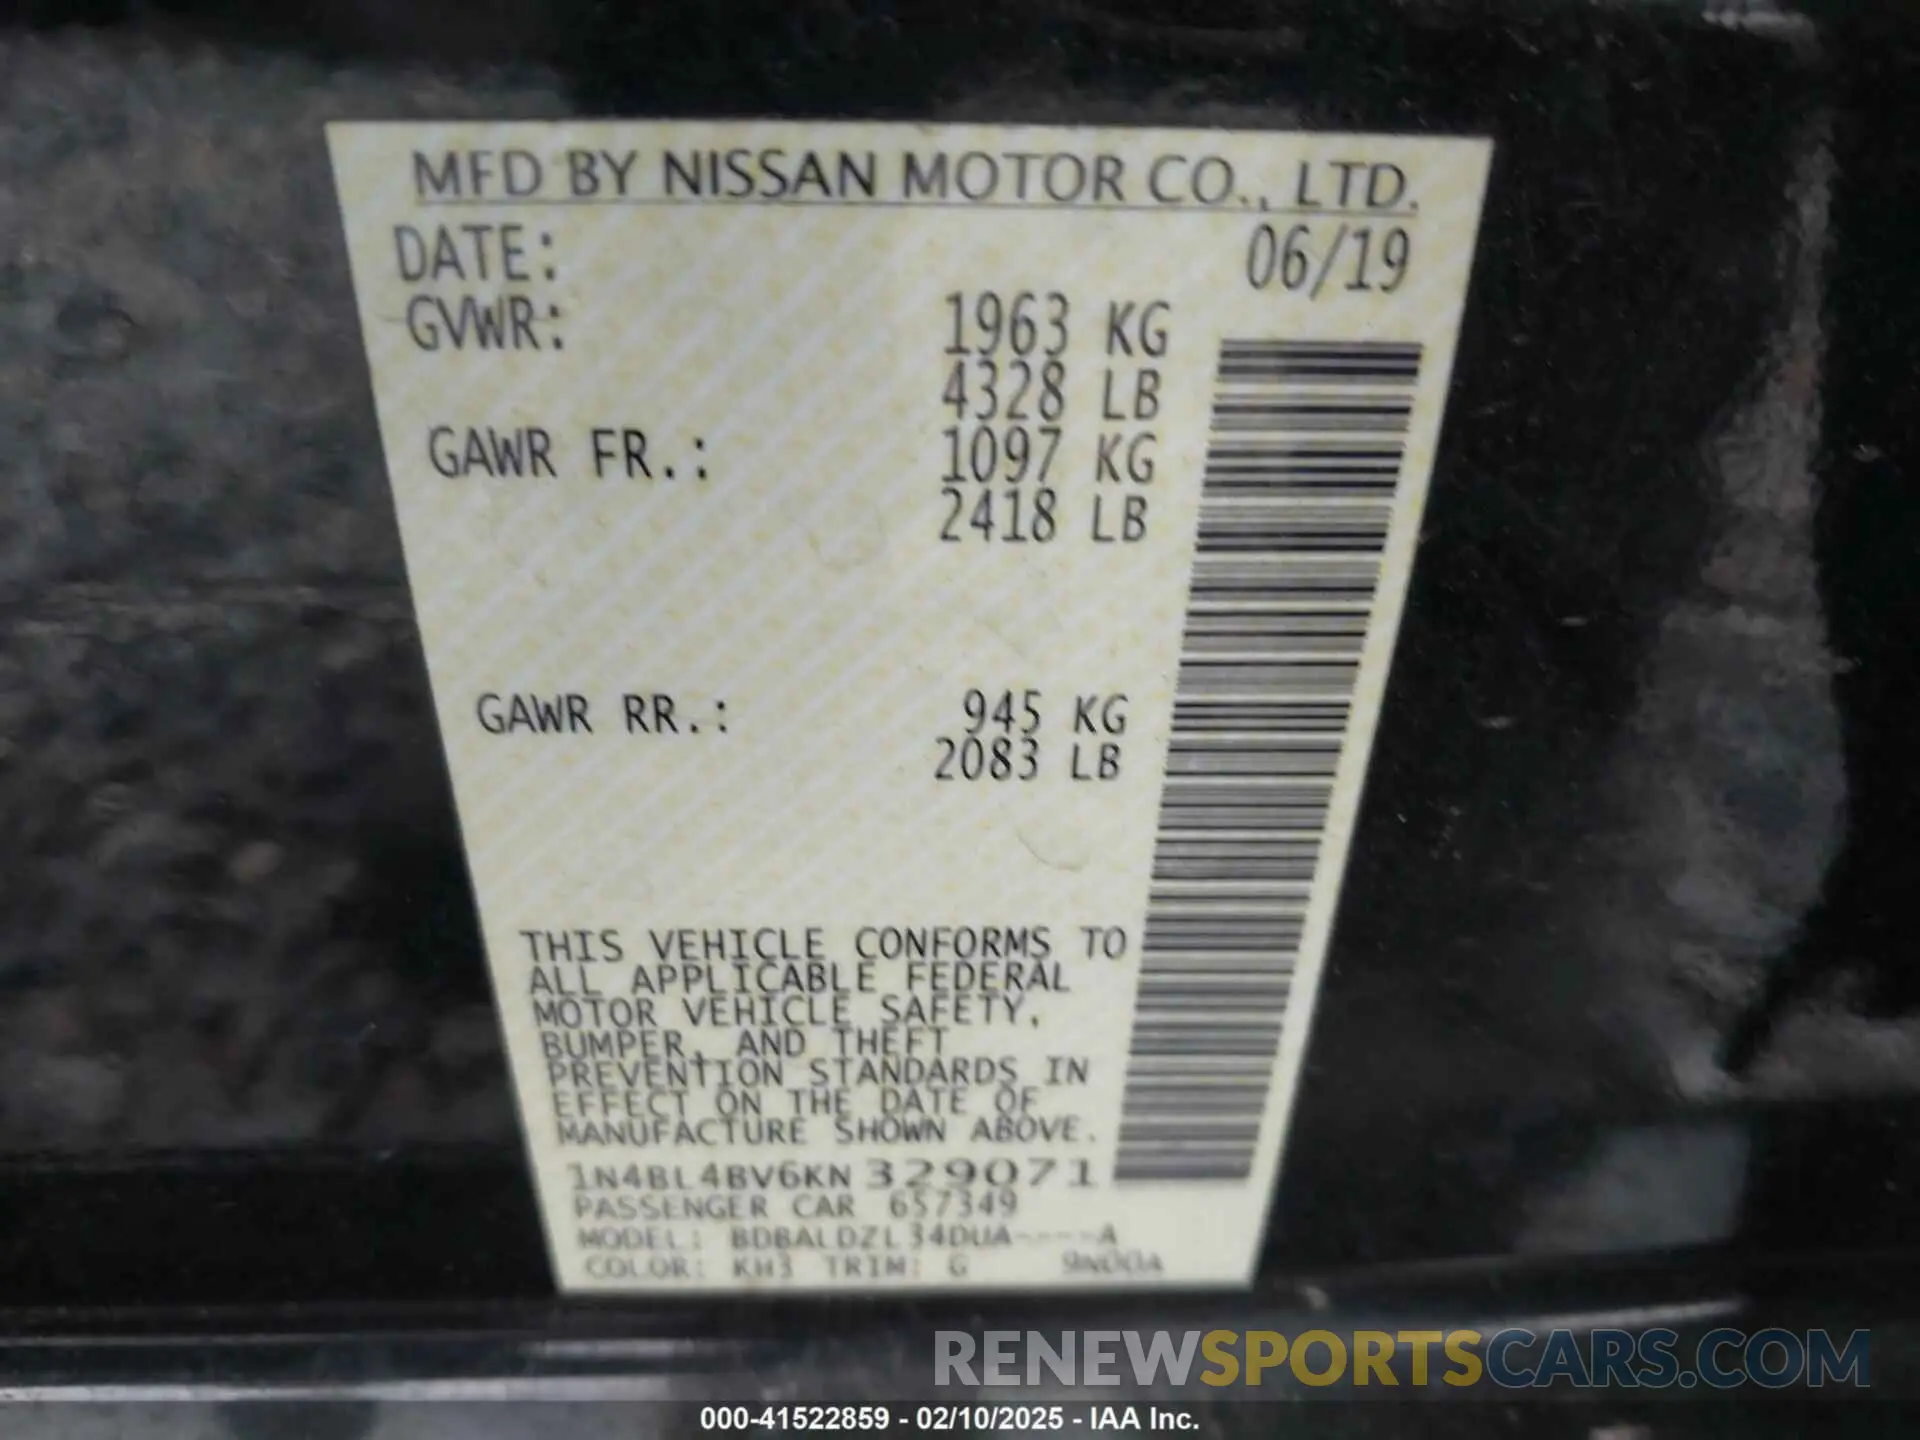 MFD BY NISSAN MOTOR CO., LTD.
DATE: 06/19
GVWR: 1963 KG
4328 LB
GAWR FR.: 1097 KG
2418 LB
GAWR RR.: 945 KG
2083 LB
THIS VEHICLE CONFORMS TO
ALL APPLICABLE FEDERAL
MOTOR VEHICLE SAFETY,
BUMPER, AND THEFT
PREVENTION STANDARDS IN
EFFECT ON THE DATE OF
MANUFACTURE SHOWN ABOVE.
1N4BL4BV6KN329071
PASSENGER CAR 657349
MODEL: BDBALDZL34DUA----A
COLOR: KH3 TRIM: G 9N00A
RENEWSPORTSCARS.COM
000-41522859 - 02/10/2025 - IAA Inc.